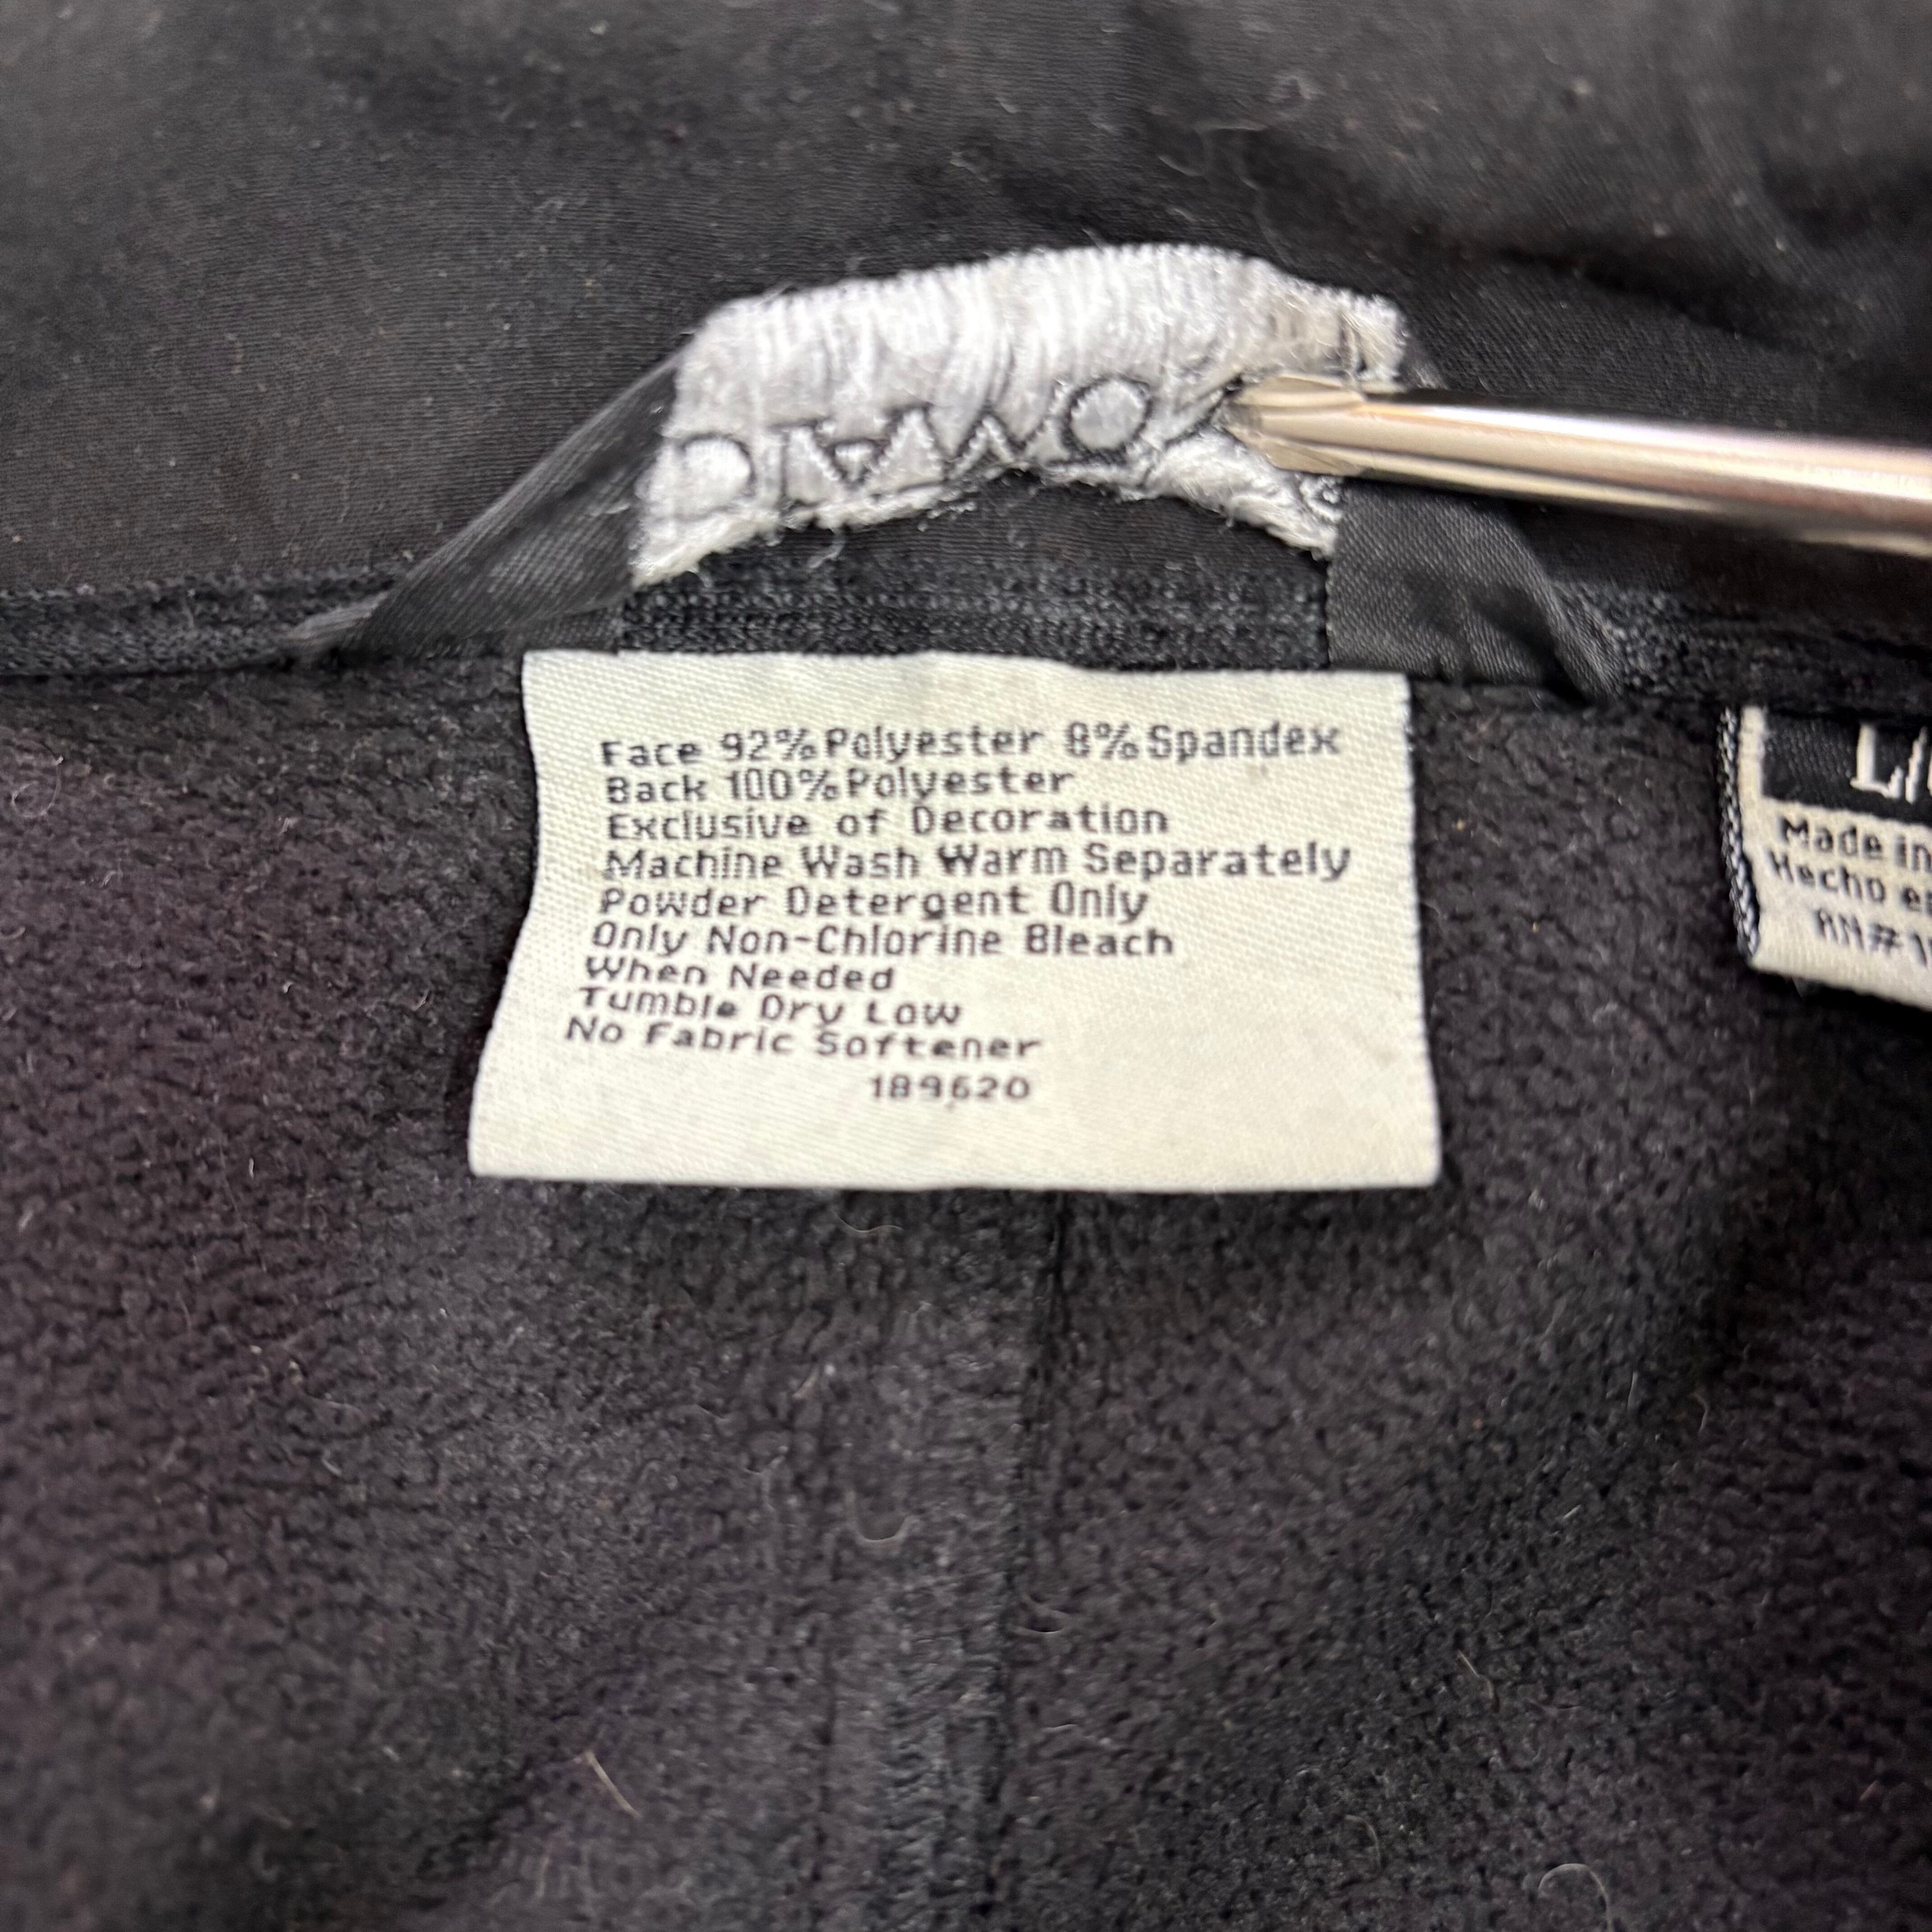 Face 92% Polyester 8% Spandex
Back 100% Polyester
Exclusive of Decoration
Machine Wash Warm Separately
Powder Detergent Only
Only Non-Chlorine Bleach
When Needed
Tumble Dry Low
No Fabric Softener
189620
L/
Made in
Hecho
RN#